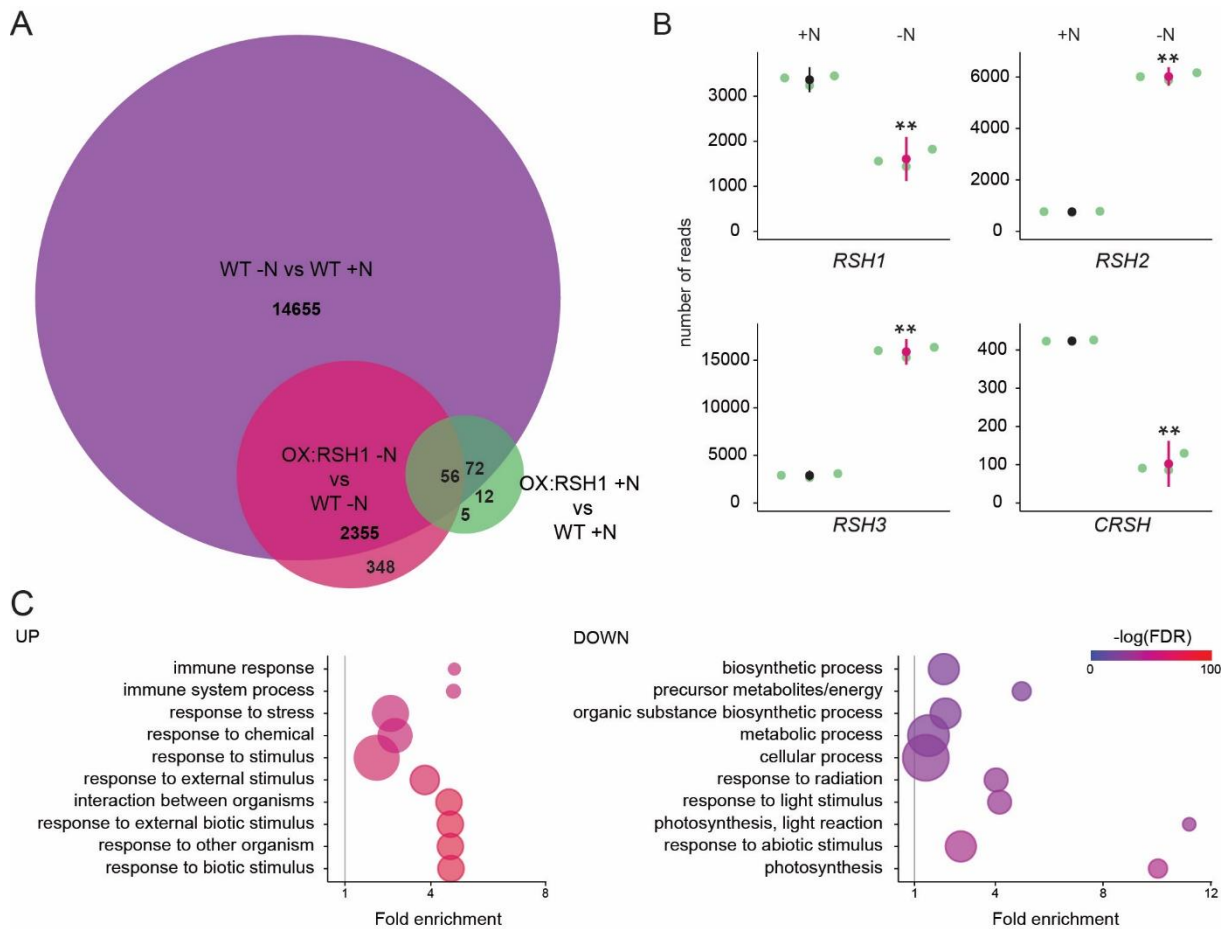 A
WT -N vs WT +N
14655
OX:RSH1 -N
vs
WT -N
2355
348
56
72
12
5
OX:RSH1 +N
vs
WT +N
B
+N
-N
+N
-N
number of reads
3000
2000
1000
0
**
RSH1
6000
4000
2000
0
**
RSH2
15000
10000
5000
0
**
RSH3
400
300
200
100
0
**
CRSH
C
UP
immune response
immune system process
response to stress
response to chemical
response to stimulus
response to external stimulus
interaction between organisms
response to external biotic stimulus
response to other organism
response to biotic stimulus
1
4
8
Fold enrichment
DOWN
-log(FDR)
0
100
biosynthetic process
precursor metabolites/energy
organic substance biosynthetic process
metabolic process
cellular process
response to radiation
response to light stimulus
photosynthesis, light reaction
response to abiotic stimulus
photosynthesis
1
4
8
12
Fold enrichment